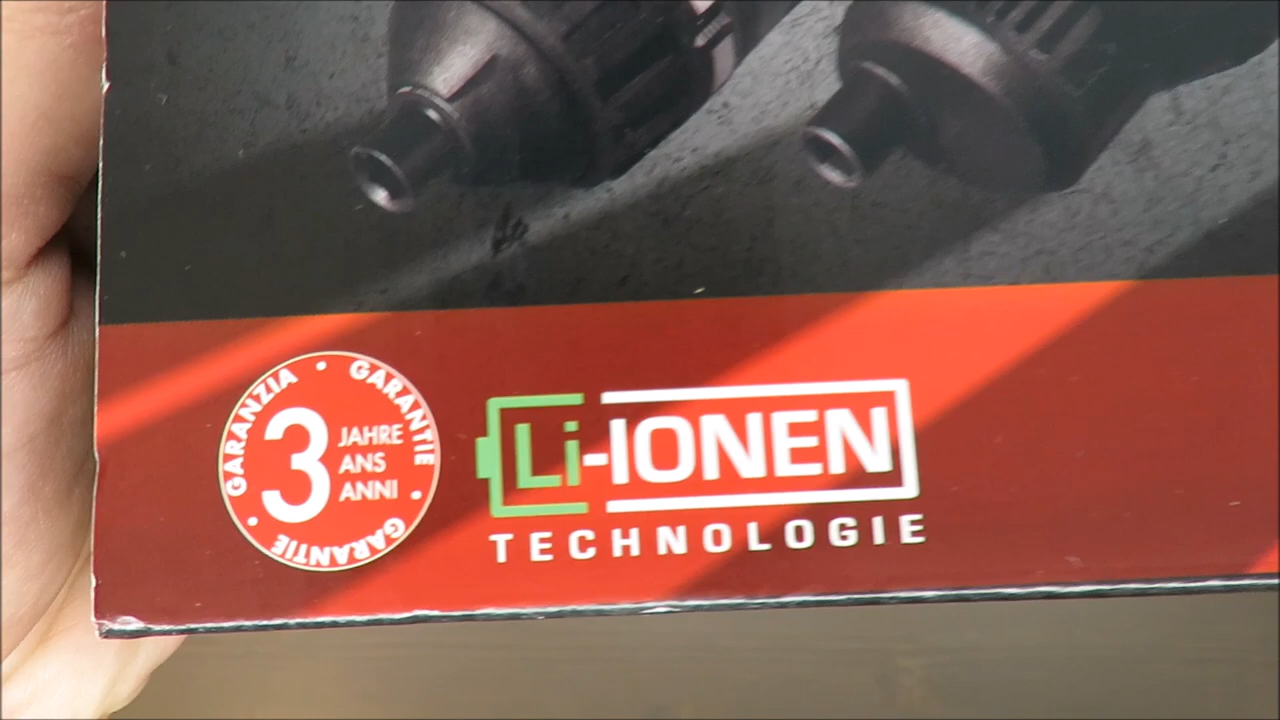 GARANZIA • GARANTIE • GARANTIE •
3
JAHRE
ANS
ANNI
Li-IONEN
TECHNOLOGIE